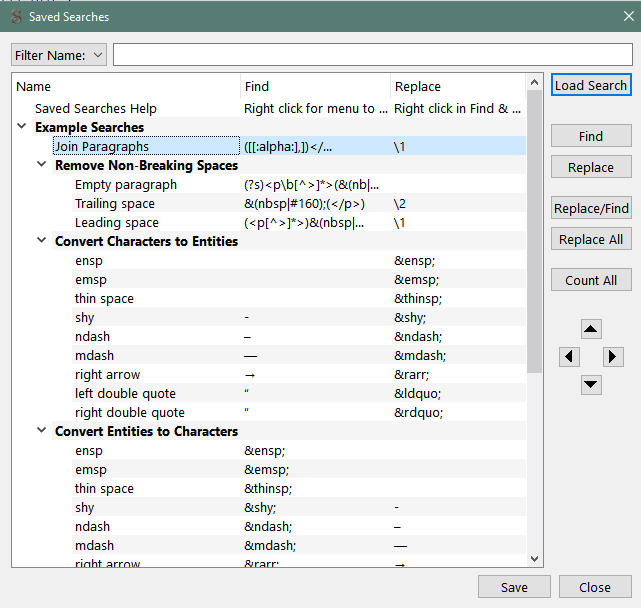 Saved Searches
Filter Name:
Name Find Replace
Load Search
Saved Searches Help Right click for menu to ... Right click in Find & ...
Example Searches
Find
Join Paragraphs ([[:alpha:],])</... \1
Remove Non-Breaking Spaces
Replace
Empty paragraph (?s)<p\b[^>]*>(&(nb|...
Trailing space &(nbsp|#160);(</p>) \2
Replace/Find
Leading space (<p[^>]*>)&(nbsp|... \1
Convert Characters to Entities
Replace All
ensp &ensp;
emsp &emsp;
Count All
thin space &thinsp;
shy - &shy;
ndash – &ndash;
mdash — &mdash;
right arrow → &rarr;
left double quote “ &ldquo;
right double quote ” &rdquo;
Convert Entities to Characters
ensp &ensp;
emsp &emsp;
thin space &thinsp;
shy &shy; -
ndash &ndash; –
mdash &mdash; —
right arrow &rarr; →
Save Close